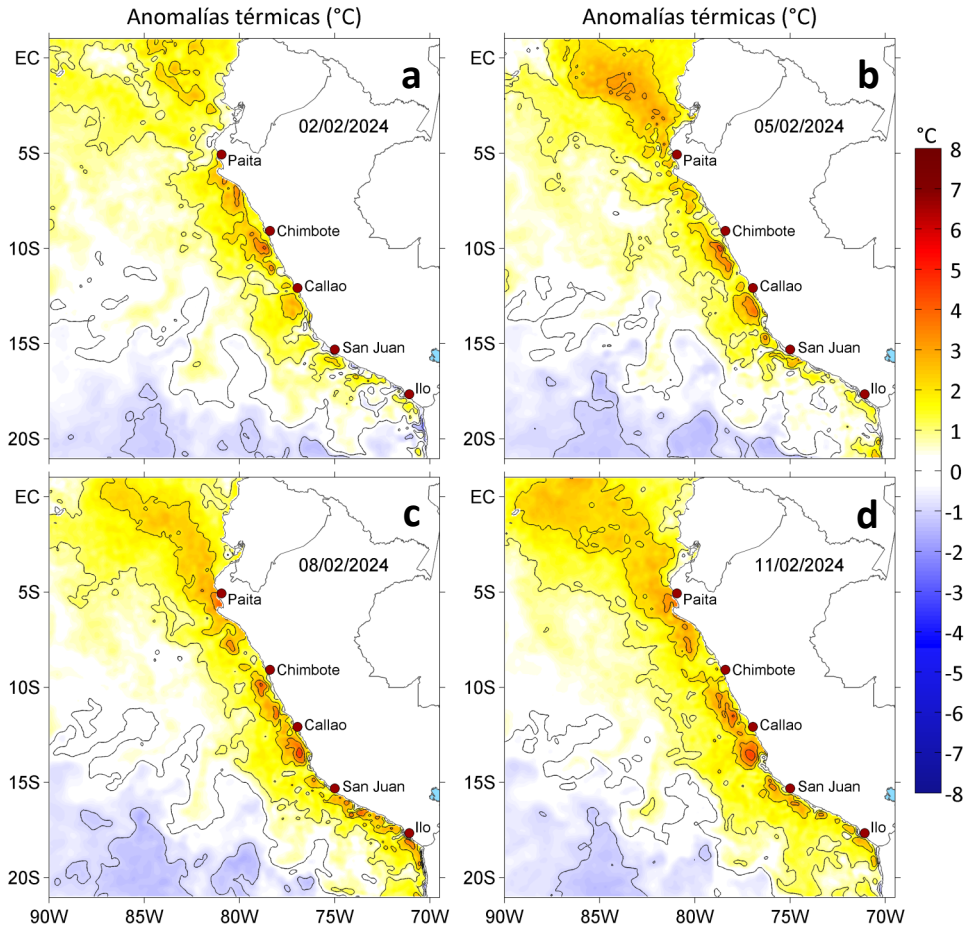 Anomalías térmicas (°C)
Anomalías térmicas (°C)
EC
5S
10S
15S
20S
a
02/02/2024
Paita
Chimbote
Callao
San Juan
Ilo
EC
5S
10S
15S
20S
b
05/02/2024
Paita
Chimbote
Callao
San Juan
Ilo
°C
8
7
6
5
4
3
2
1
0
-1
-2
-3
-4
-5
-6
-7
-8
EC
5S
10S
15S
20S
c
08/02/2024
Paita
Chimbote
Callao
San Juan
Ilo
90W 85W 80W 75W 70W
EC
5S
10S
15S
20S
d
11/02/2024
Paita
Chimbote
Callao
San Juan
Ilo
90W 85W 80W 75W 70W